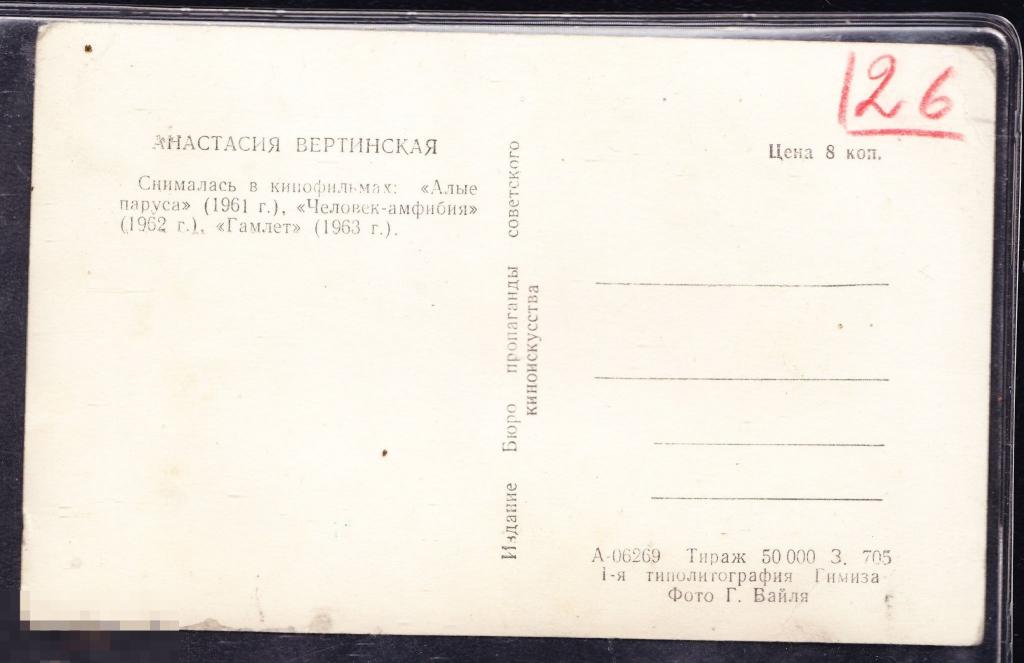 АНАСТАСИЯ ВЕРТИНСКАЯ
Снималась в кинофильмах: «Алые
паруса» (1961 г.), «Человек-амфибия»
(1962 г.), «Гамлет» (1963 г.).
Издание Бюро пропаганды советского
киноискусства
126
Цена 8 коп.
А-06269 Тираж 50 000 З. 705
1-я типолитография Гимиза
Фото Г. Вайля